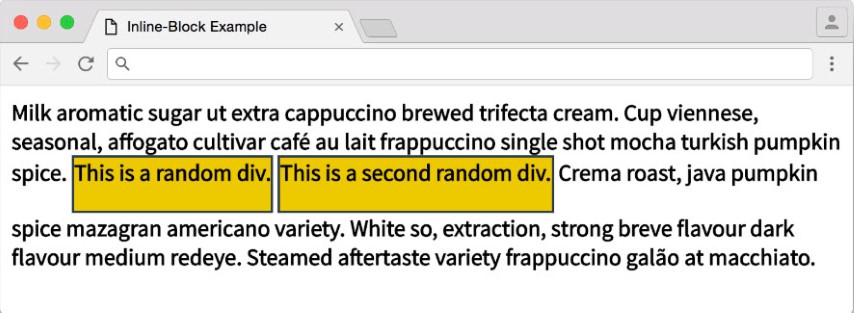 Inline-Block Example
Milk aromatic sugar ut extra cappuccino brewed trifecta cream. Cup viennese,
seasonal, affogato cultivar café au lait frappuccino single shot mocha turkish pumpkin
spice. This is a random div. This is a second random div. Crema roast, java pumpkin
spice mazagran americano variety. White so, extraction, strong breve flavour dark
flavour medium redeye. Steamed aftertaste variety frappuccino galão at macchiato.